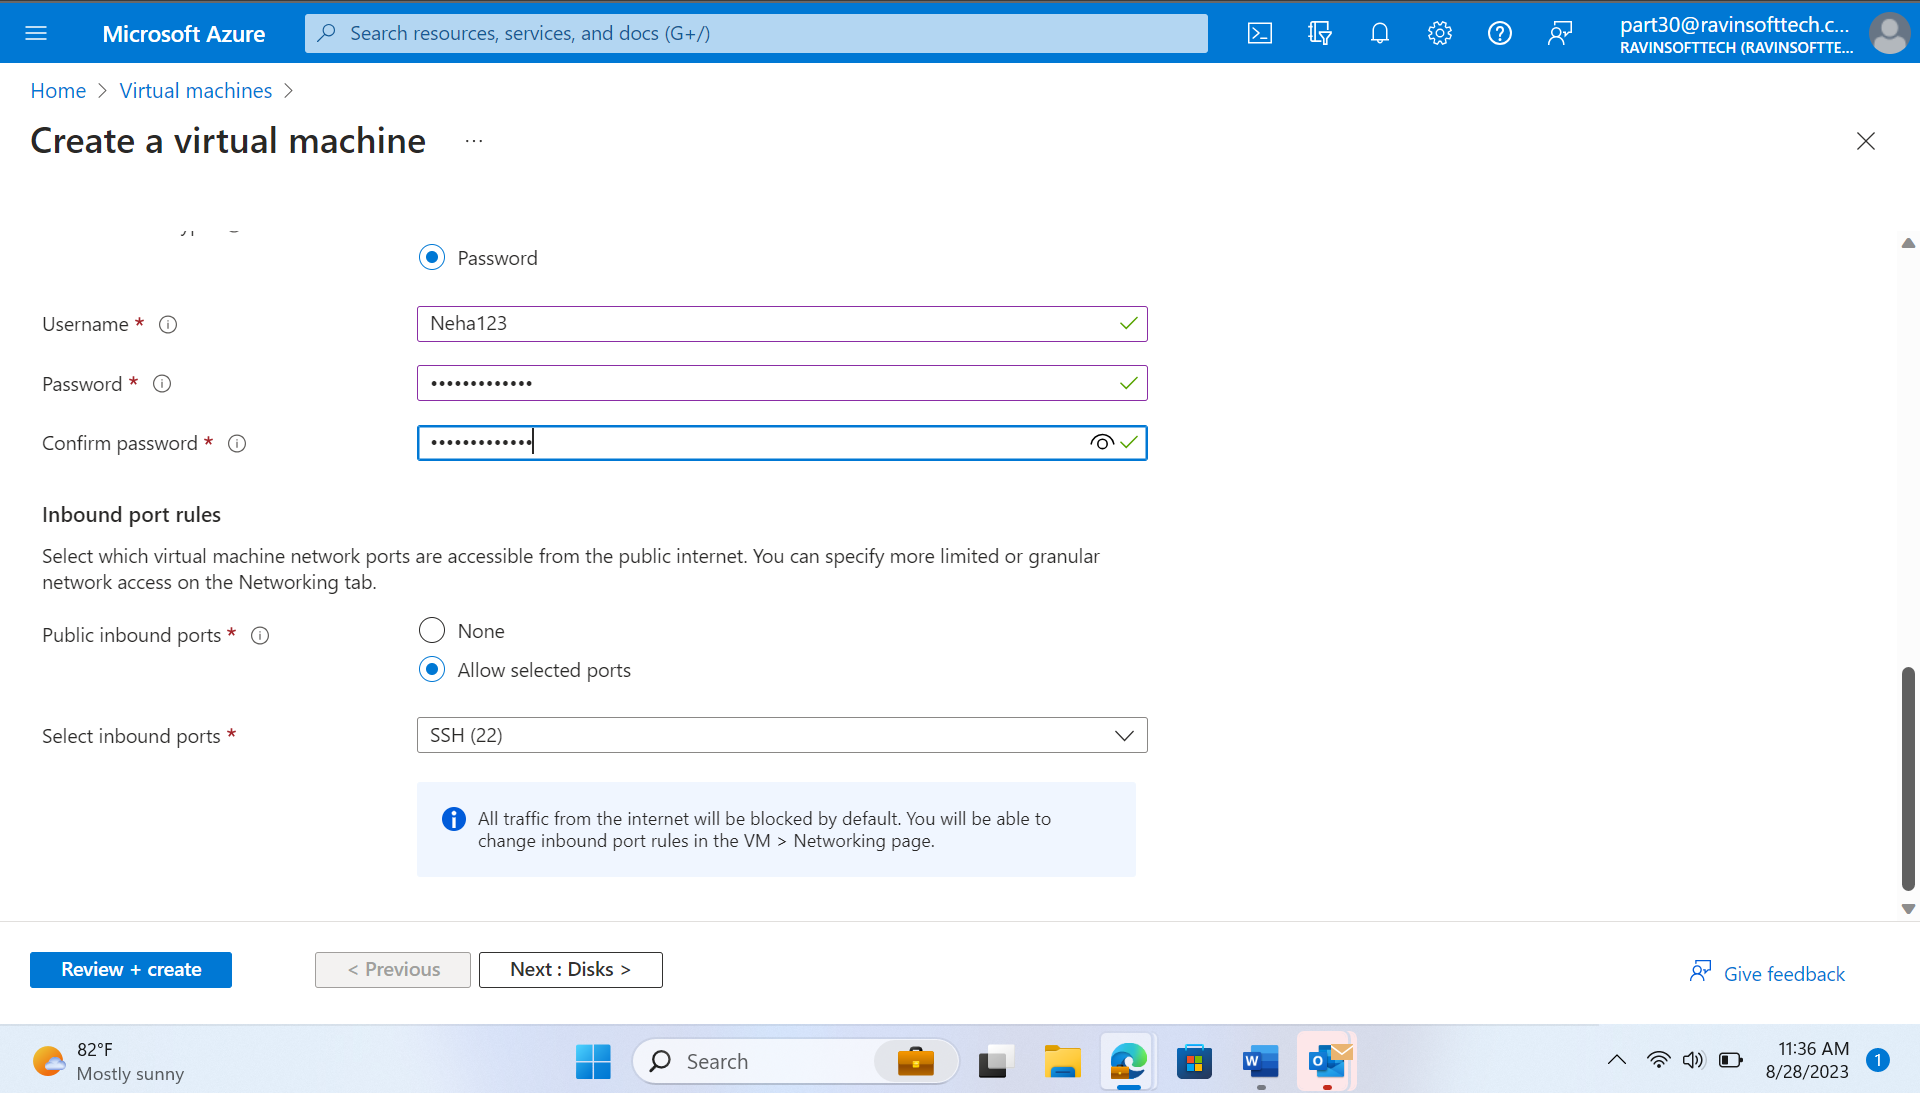 Microsoft Azure
Search resources, services, and docs (G+/)
part30@ravinsofttech.c...
RAVINSOFTTECH (RAVINSOFTTE...
Home > Virtual machines >
Create a virtual machine ...
Password
Username *
Neha123
Password *
•••••••••••••
Confirm password *
•••••••••••••
Inbound port rules
Select which virtual machine network ports are accessible from the public internet. You can specify more limited or granular
network access on the Networking tab.
Public inbound ports *
None
Allow selected ports
Select inbound ports *
SSH (22)
All traffic from the internet will be blocked by default. You will be able to
change inbound port rules in the VM > Networking page.
Review + create
< Previous
Next : Disks >
Give feedback
82°F
Mostly sunny
Search
11:36 AM
8/28/2023
1